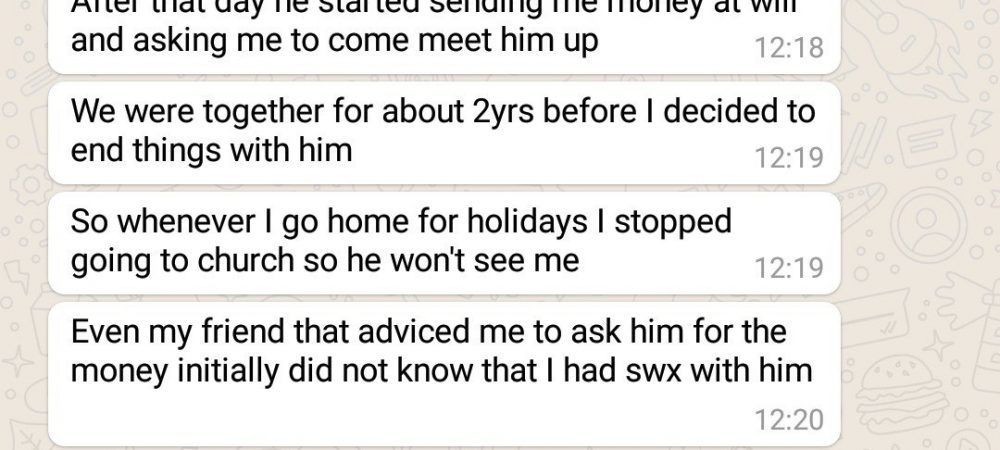 After that day he started sending me money at will
and asking me to come meet him up
12:18
We were together for about 2yrs before I decided to
end things with him
12:19
So whenever I go home for holidays I stopped
going to church so he won't see me
12:19
Even my friend that adviced me to ask him for the
money initially did not know that I had swx with him
12:20